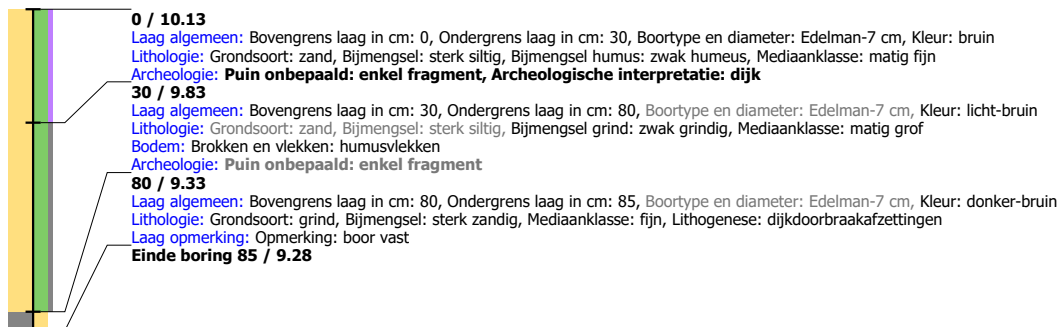 0 / 10.13
Laag algemeen: Bovengrens laag in cm: 0, Ondergrens laag in cm: 30, Boortype en diameter: Edelman-7 cm, Kleur: bruin
Lithologie: Grondsoort: zand, Bijmengsel: sterk siltig, Bijmengsel humus: zwak humeus, Mediaanklasse: matig fijn
Archeologie: Puin onbepaald: enkel fragment, Archeologische interpretatie: dijk
30 / 9.83
Laag algemeen: Bovengrens laag in cm: 30, Ondergrens laag in cm: 80, Boortype en diameter: Edelman-7 cm, Kleur: licht-bruin
Lithologie: Grondsoort: zand, Bijmengsel: sterk siltig, Bijmengsel grind: zwak grindig, Mediaanklasse: matig grof
Bodem: Brokken en vlekken: humusvlekken
Archeologie: Puin onbepaald: enkel fragment
80 / 9.33
Laag algemeen: Bovengrens laag in cm: 80, Ondergrens laag in cm: 85, Boortype en diameter: Edelman-7 cm, Kleur: donker-bruin
Lithologie: Grondsoort: grind, Bijmengsel: sterk zandig, Mediaanklasse: fijn, Lithogenese: dijkdoorbraakafzettingen
Laag opmerking: Opmerking: boor vast
Einde boring 85 / 9.28